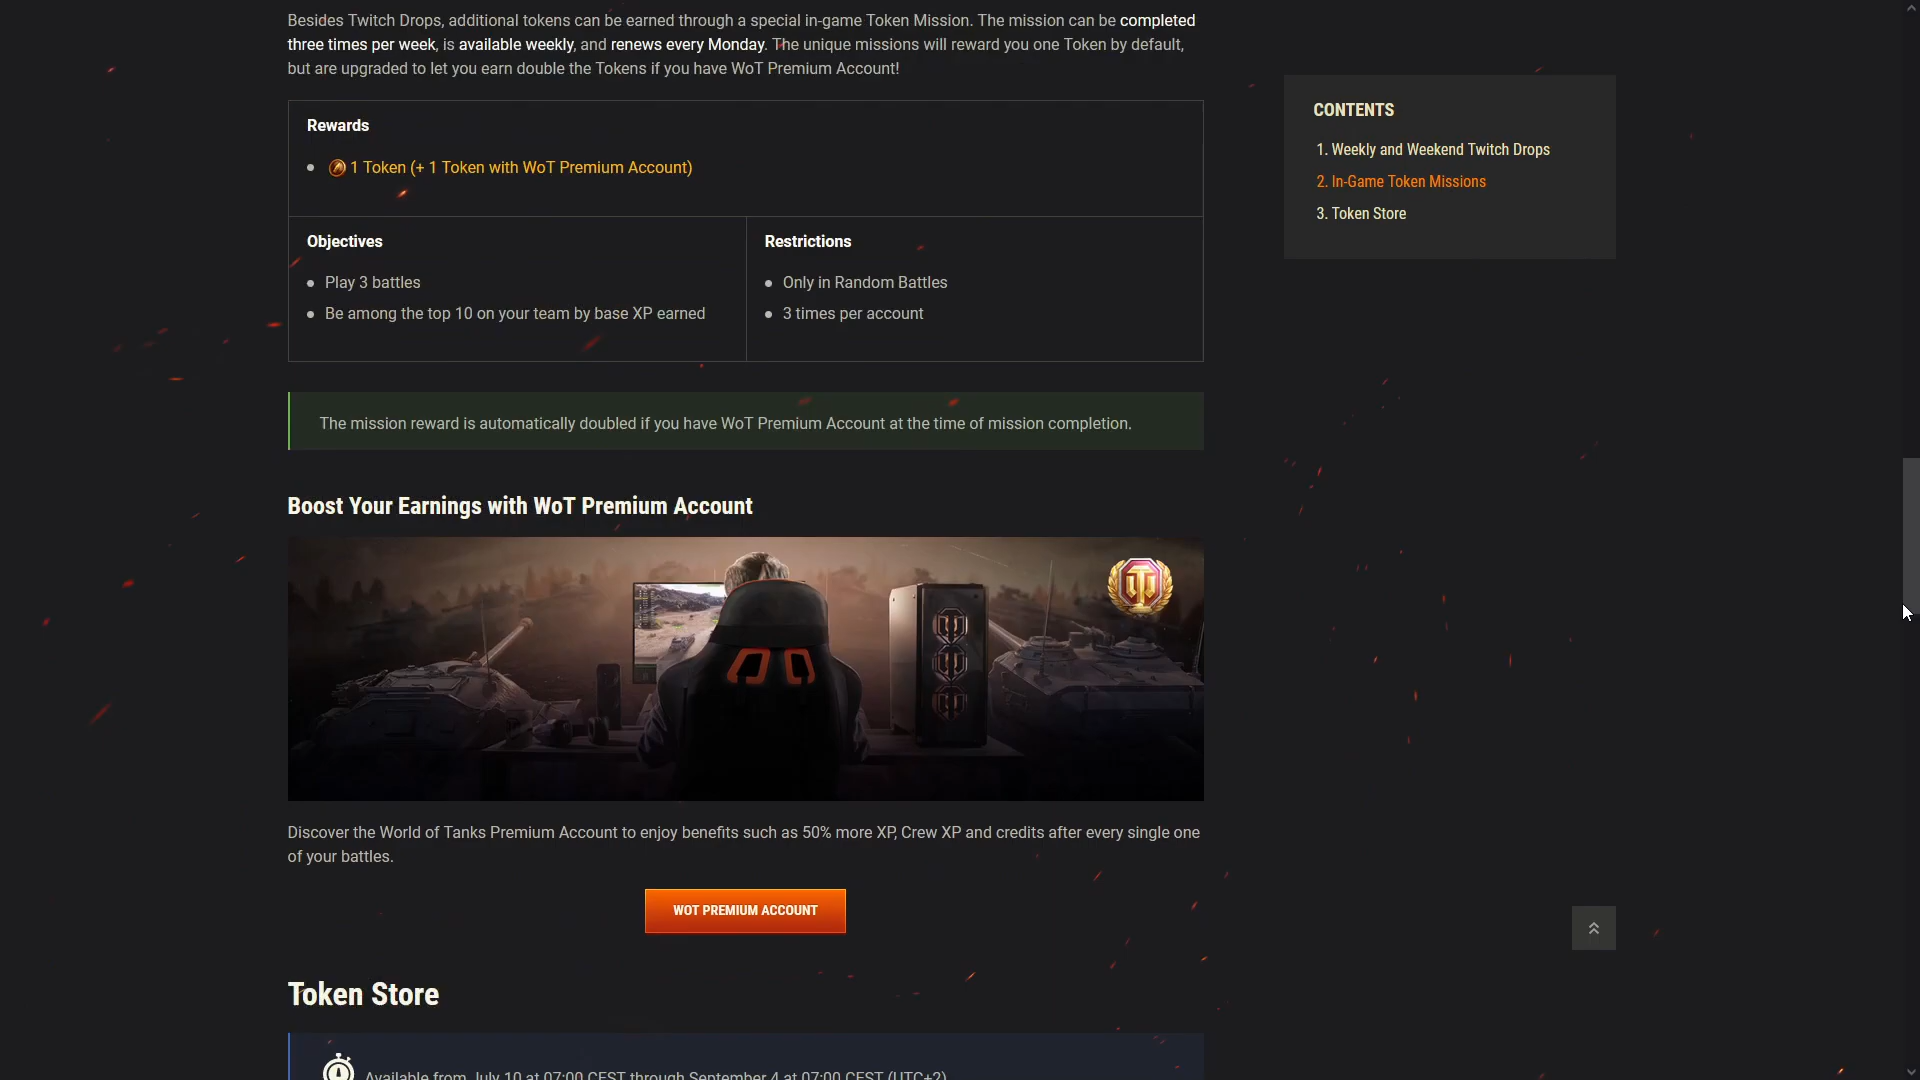 Besides Twitch Drops, additional tokens can be earned through a special in-game Token Mission. The mission can be completed
three times per week, is available weekly, and renews every Monday. The unique missions will reward you one Token by default,
but are upgraded to let you earn double the Tokens if you have WoT Premium Account!
CONTENTS
1. Weekly and Weekend Twitch Drops
2. In-Game Token Missions
3. Token Store
Rewards
1 Token (+ 1 Token with WoT Premium Account)
Objectives
Play 3 battles
Be among the top 10 on your team by base XP earned
Restrictions
Only in Random Battles
3 times per account
The mission reward is automatically doubled if you have WoT Premium Account at the time of mission completion.
Boost Your Earnings with WoT Premium Account
Discover the World of Tanks Premium Account to enjoy benefits such as 50% more XP, Crew XP and credits after every single one
of your battles.
WOT PREMIUM ACCOUNT
Token Store
Available from July 10 at 07:00 CEST through September 4 at 07:00 CEST (UTC+2)